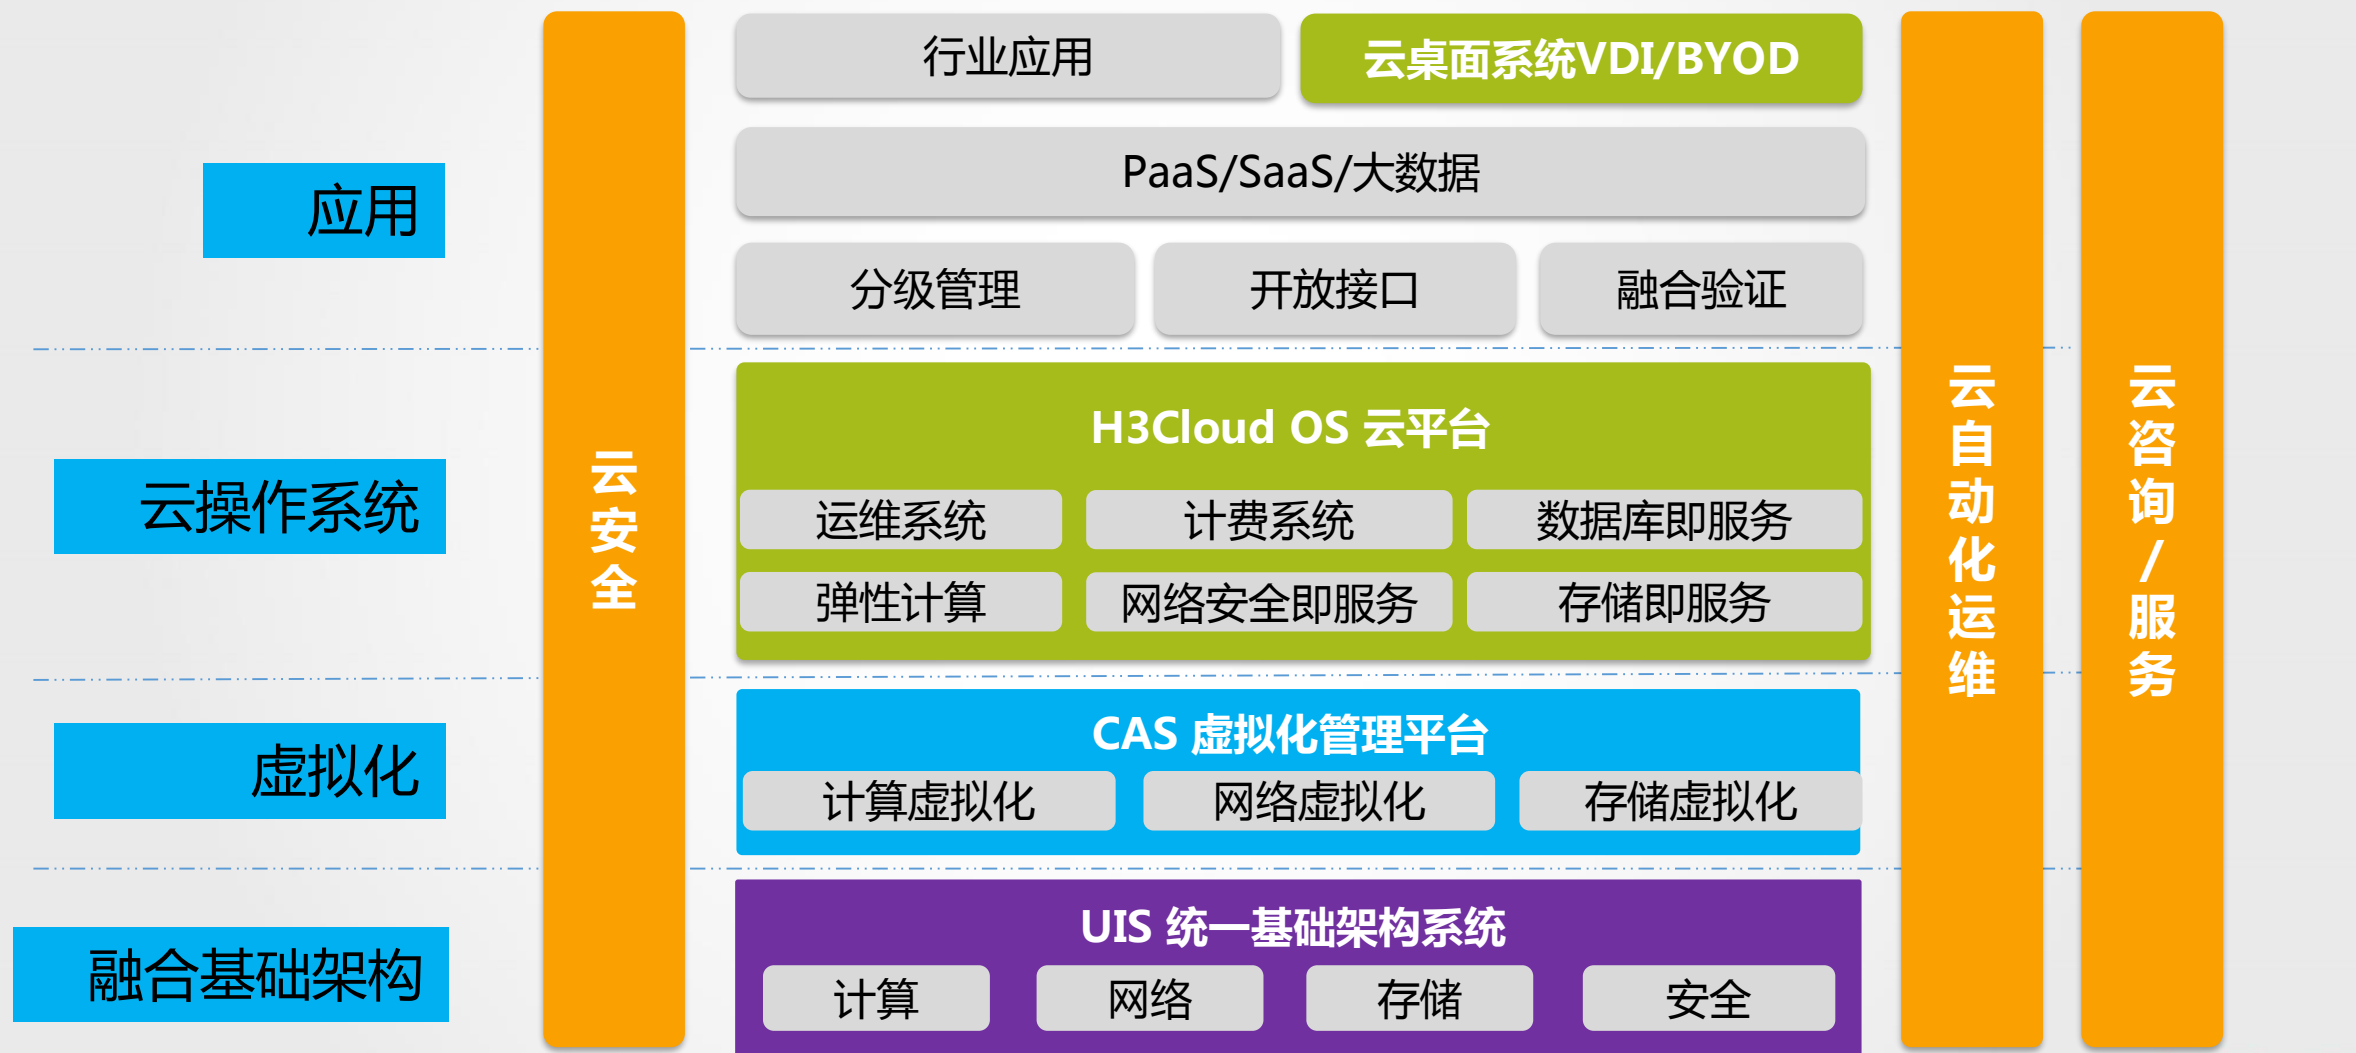 应用
云操作系统
虚拟化
融合基础架构
云安全
行业应用
云桌面系统VDI/BYOD
PaaS/SaaS/大数据
分级管理
开放接口
融合验证
H3Cloud OS 云平台
运维系统
计费系统
数据库即服务
弹性计算
网络安全即服务
存储即服务
CAS 虚拟化管理平台
计算虚拟化
网络虚拟化
存储虚拟化
UIS 统一基础架构系统
计算
网络
存储
安全
云自动化运维
云咨询/服务